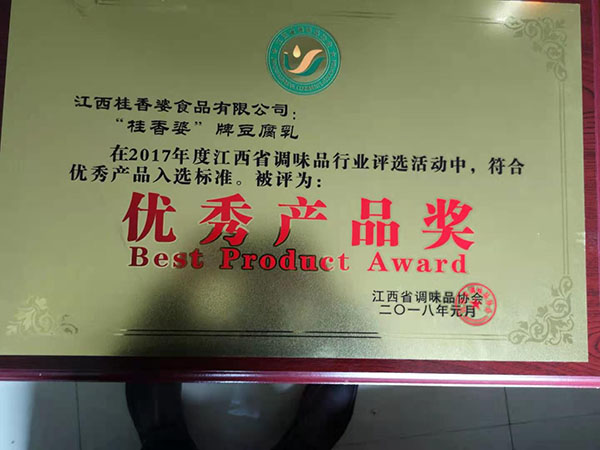 江西桂香婆食品有限公司：
“桂香婆”牌豆腐乳
在2017年度江西省调味品行业评选活动中，符合
优秀产品入选标准。被评为：
优秀产品奖
Best Product Award
江西省调味品协会
二〇一八年元月